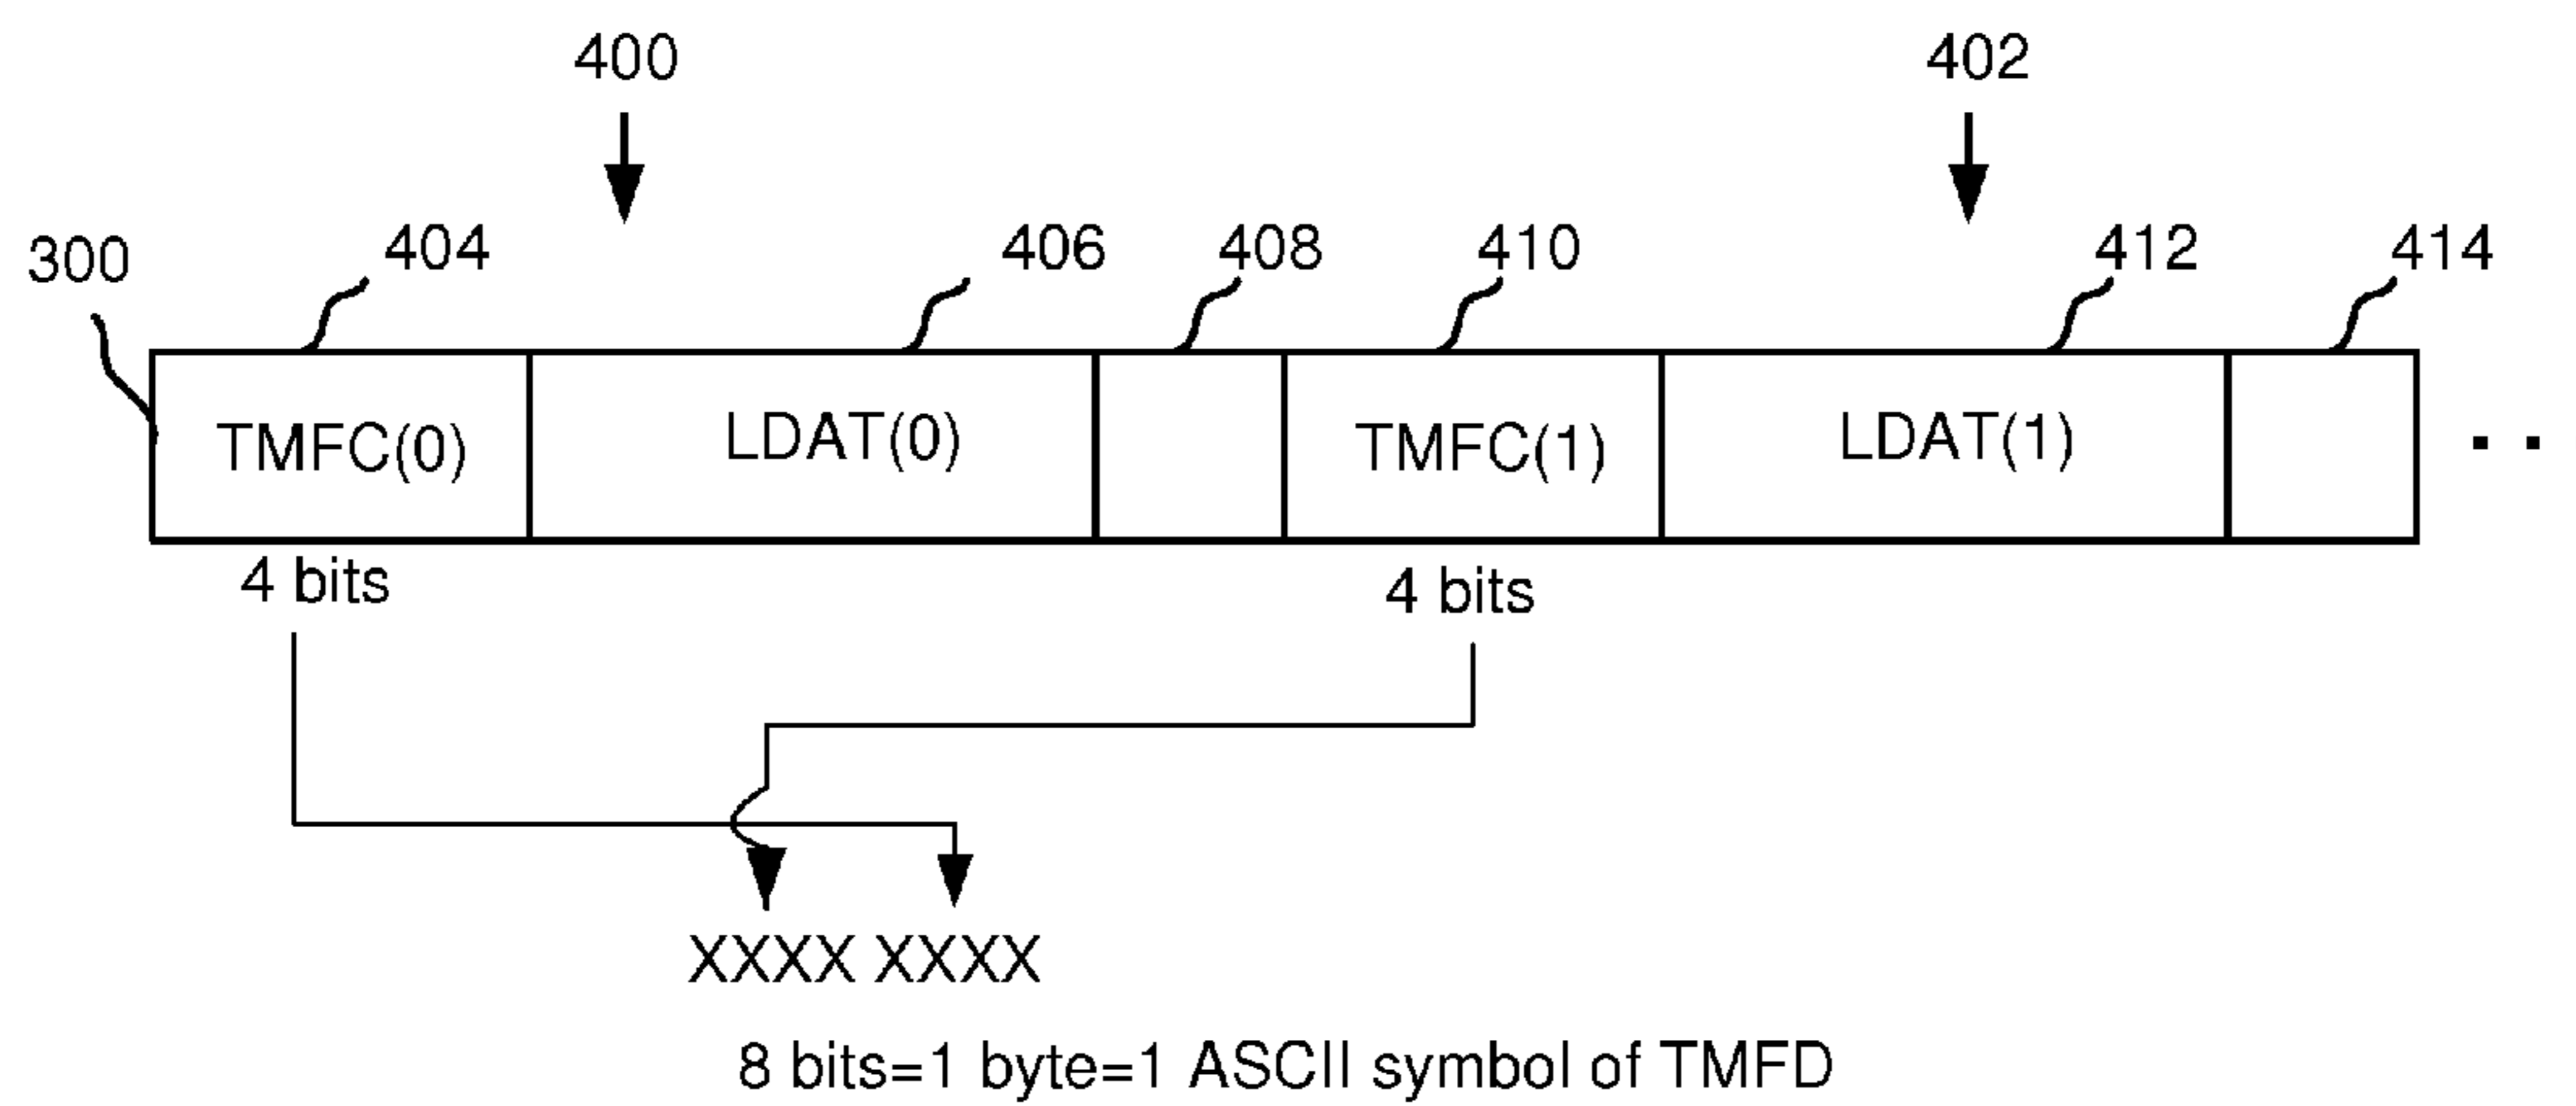 400 402
300 404 406 408 410 412 414
TMFC(0) LDAT(0) TMFC(1) LDAT(1) . .
4 bits 4 bits
XXXX XXXX
8 bits=1 byte=1 ASCII symbol of TMFD